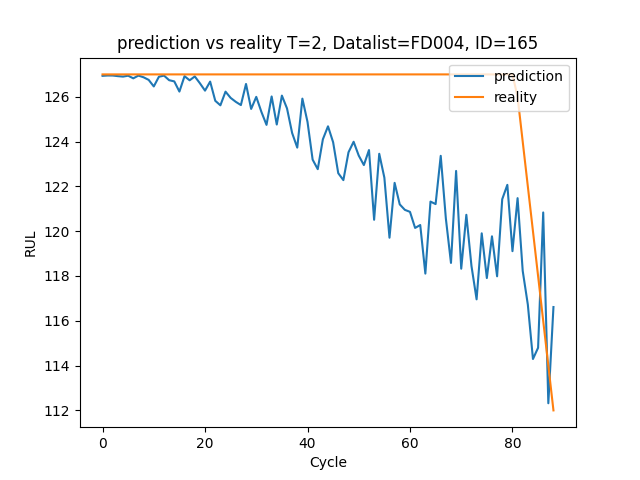 prediction vs reality T=2, Datalist=FD004, ID=165
prediction
reality
126
124
122
120
118
116
114
112
RUL
0
20
40
60
80
Cycle